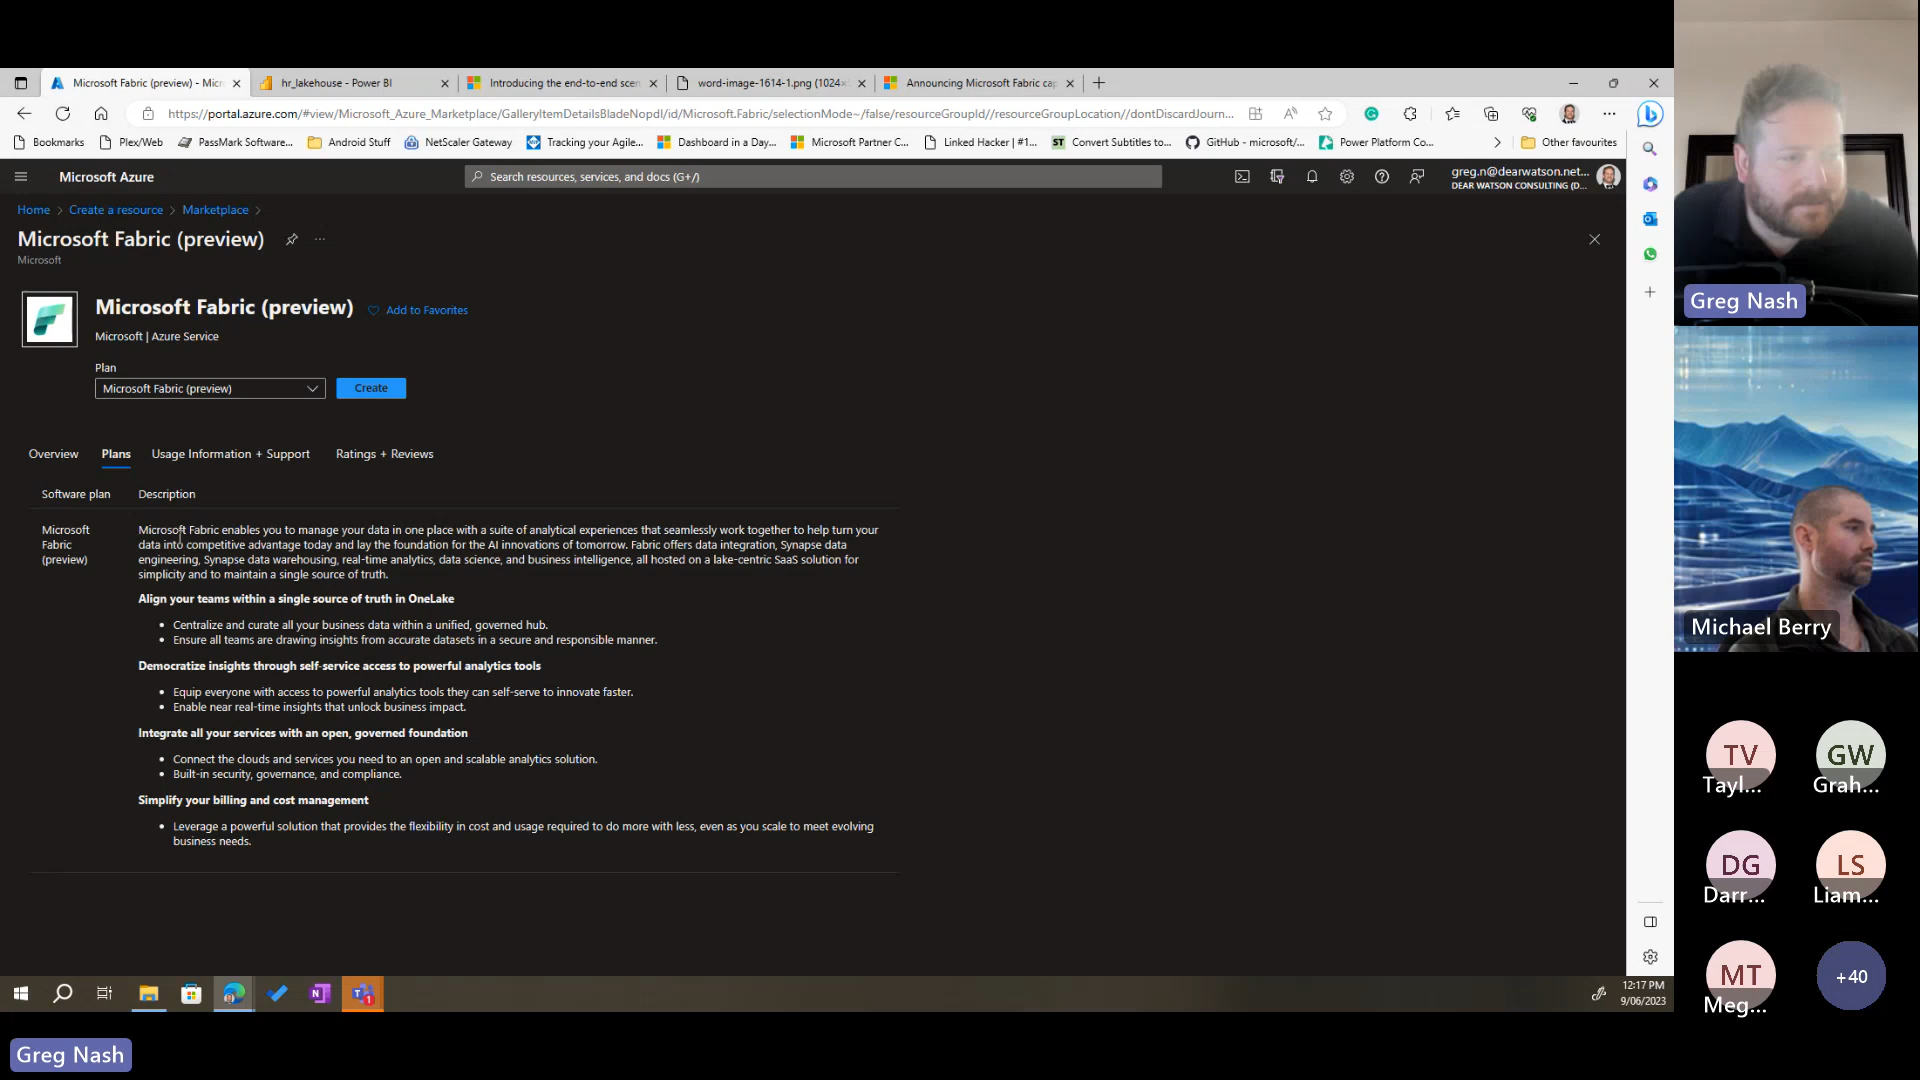 Microsoft Fabric (preview) - Micr
hr_lakehouse - Power BI
Introducing the end-to-end scen
word-image-1614-1.png (1024×
Announcing Microsoft Fabric cap
https://portal.azure.com/#view/Microsoft_Azure_Marketplace/GalleryItemDetailsBladeNopdl/id/Microsoft.Fabric/selectionMode~/false/resourceGroupId//resourceGroupLocation//dontDiscardJourn...
Bookmarks
Plex/Web
PassMark Software...
Android Stuff
NetScaler Gateway
Tracking your Agile...
Dashboard in a Day...
Microsoft Partner C...
Linked Hacker | #1...
ST
Convert Subtitles to...
GitHub - microsoft/...
Power Platform Co...
Other favourites
Microsoft Azure
Search resources, services, and docs (G+/)
greg.n@dearwatson.net...
DEAR WATSON CONSULTING (D...
Home
Create a resource
Marketplace
Microsoft Fabric (preview)
...
Microsoft
Microsoft Fabric (preview)
Add to Favorites
Microsoft | Azure Service
Plan
Microsoft Fabric (preview)
Create
Overview
Plans
Usage Information + Support
Ratings + Reviews
Software plan
Description
Microsoft
Fabric
(preview)
Microsoft Fabric enables you to manage your data in one place with a suite of analytical experiences that seamlessly work together to help turn your
data into competitive advantage today and lay the foundation for the AI innovations of tomorrow. Fabric offers data integration, Synapse data
engineering, Synapse data warehousing, real-time analytics, data science, and business intelligence, all hosted on a lake-centric SaaS solution for
simplicity and to maintain a single source of truth.
Align your teams within a single source of truth in OneLake
• Centralize and curate all your business data within a unified, governed hub.
• Ensure all teams are drawing insights from accurate datasets in a secure and responsible manner.
Democratize insights through self-service access to powerful analytics tools
• Equip everyone with access to powerful analytics tools they can self-serve to innovate faster.
• Enable near real-time insights that unlock business impact.
Integrate all your services with an open, governed foundation
• Connect the clouds and services you need to an open and scalable analytics solution.
• Built-in security, governance, and compliance.
Simplify your billing and cost management
• Leverage a powerful solution that provides the flexibility in cost and usage required to do more with less, even as you scale to meet evolving
business needs.
12:17 PM
9/06/2023
Greg Nash
Greg Nash
Michael Berry
TV
Tayl...
GW
Grah...
DG
Darr...
LS
Liam...
MT
Meg...
+40